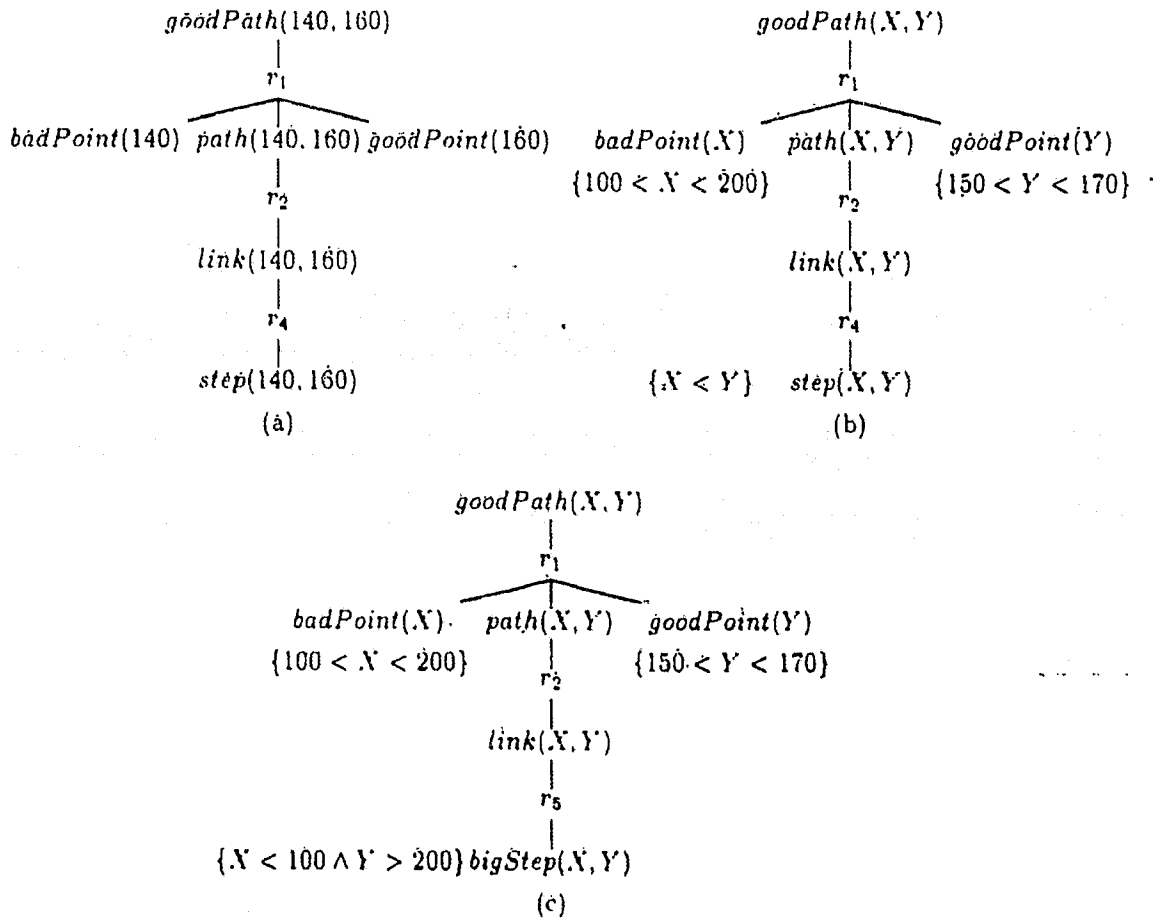 goodPath(140, 160)
r1
badPoint(140) path(140, 160) goodPoint(160)
r2
link(140, 160)
r4
step(140, 160)
(a)
goodPath(X, Y)
r1
badPoint(X) path(X, Y) goodPoint(Y)
{100 < X < 200} {150 < Y < 170}
r2
link(X, Y)
r4
{X < Y} step(X, Y)
(b)
goodPath(X, Y)
r1
badPoint(X) path(X, Y) goodPoint(Y)
{100 < X < 200} {150 < Y < 170}
r2
link(X, Y)
r5
{X < 100 ∧ Y > 200} bigStep(X, Y)
(c)